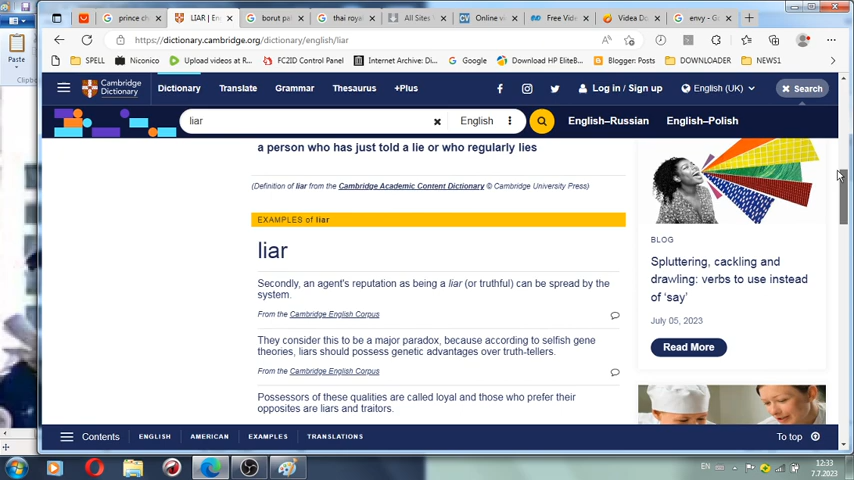 prince ch
LIAR | En
borut pa
thai roya
All Sites
Online v
Free Vid
Videa D
envy - G
https://dictionary.cambridge.org/dictionary/english/liar
SPELL
Niconico
Upload videos at R...
FC2ID Control Panel
Internet Archive: Di...
Google
Download HP EliteB...
Blogger: Posts
DOWNLOADER
NEWS1
Paste
Cambridge
Dictionary
Dictionary
Translate
Grammar
Thesaurus
+Plus
Log in / Sign up
English (UK)
Search
liar
English
English–Russian
English–Polish
a person who has just told a lie or who regularly lies
(Definition of liar from the Cambridge Academic Content Dictionary © Cambridge University Press)
EXAMPLES of liar
liar
Secondly, an agent's reputation as being a liar (or truthful) can be spread by the
system.
From the Cambridge English Corpus
They consider this to be a major paradox, because according to selfish gene
theories, liars should possess genetic advantages over truth-tellers.
From the Cambridge English Corpus
Possessors of these qualities are called loyal and those who prefer their
opposites are liars and traitors.
BLOG
Spluttering, cackling and
drawling: verbs to use instead
of ‘say’
July 05, 2023
Read More
Contents
ENGLISH
AMERICAN
EXAMPLES
TRANSLATIONS
To top
EN
12:33
7.7.2023